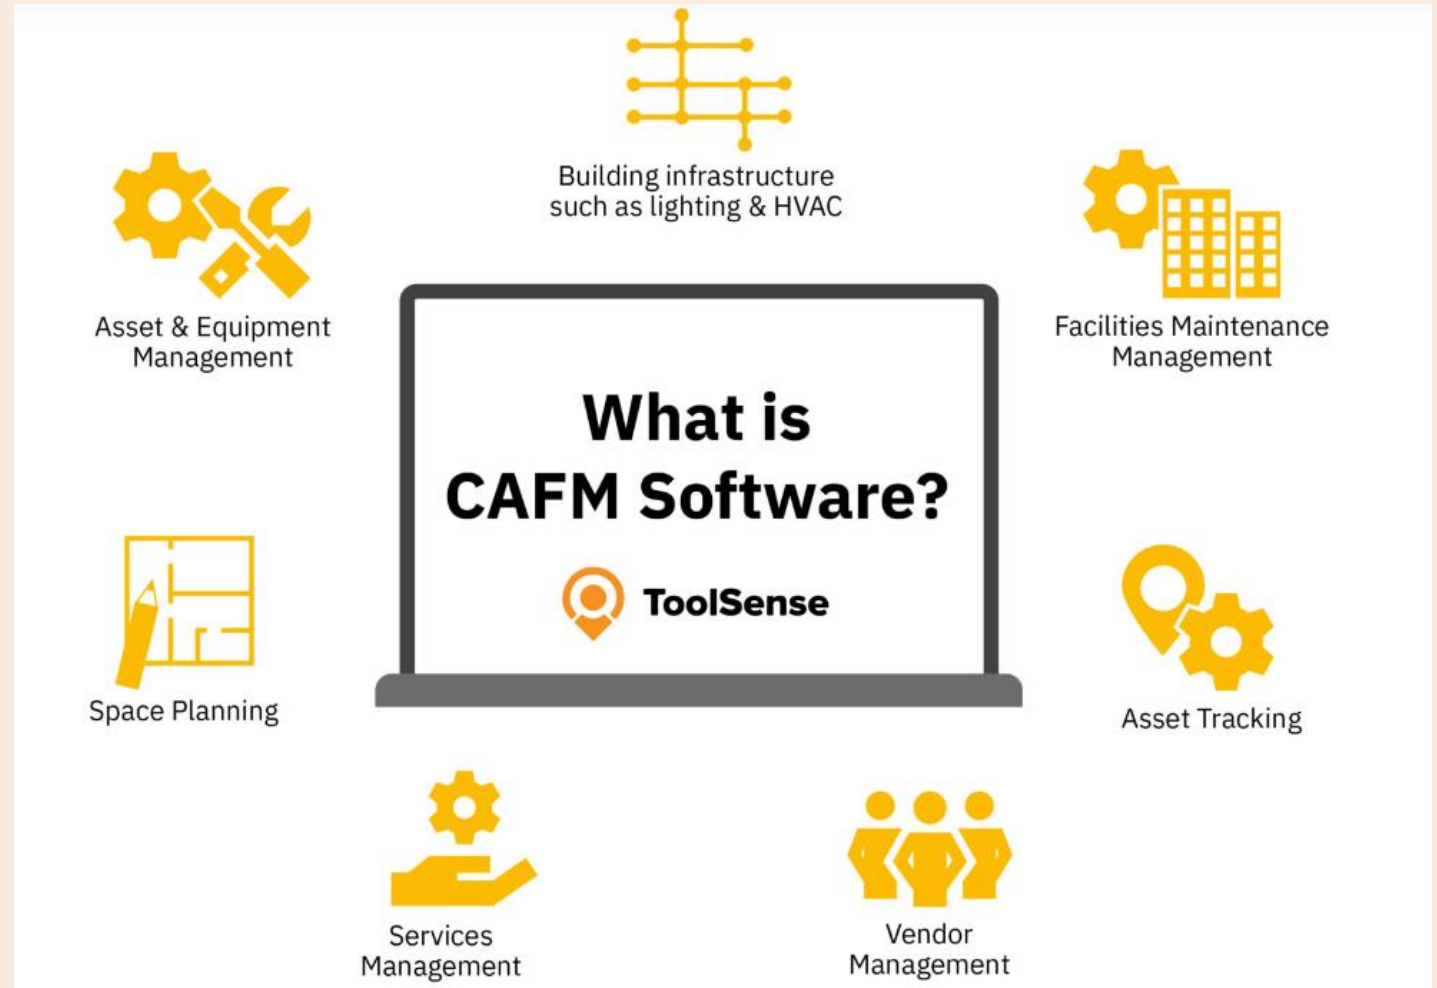 Building infrastructure
such as lighting & HVAC
Asset & Equipment
Management
Facilities Maintenance
Management
What is
CAFM Software?
ToolSense
Space Planning
Asset Tracking
Services
Management
Vendor
Management